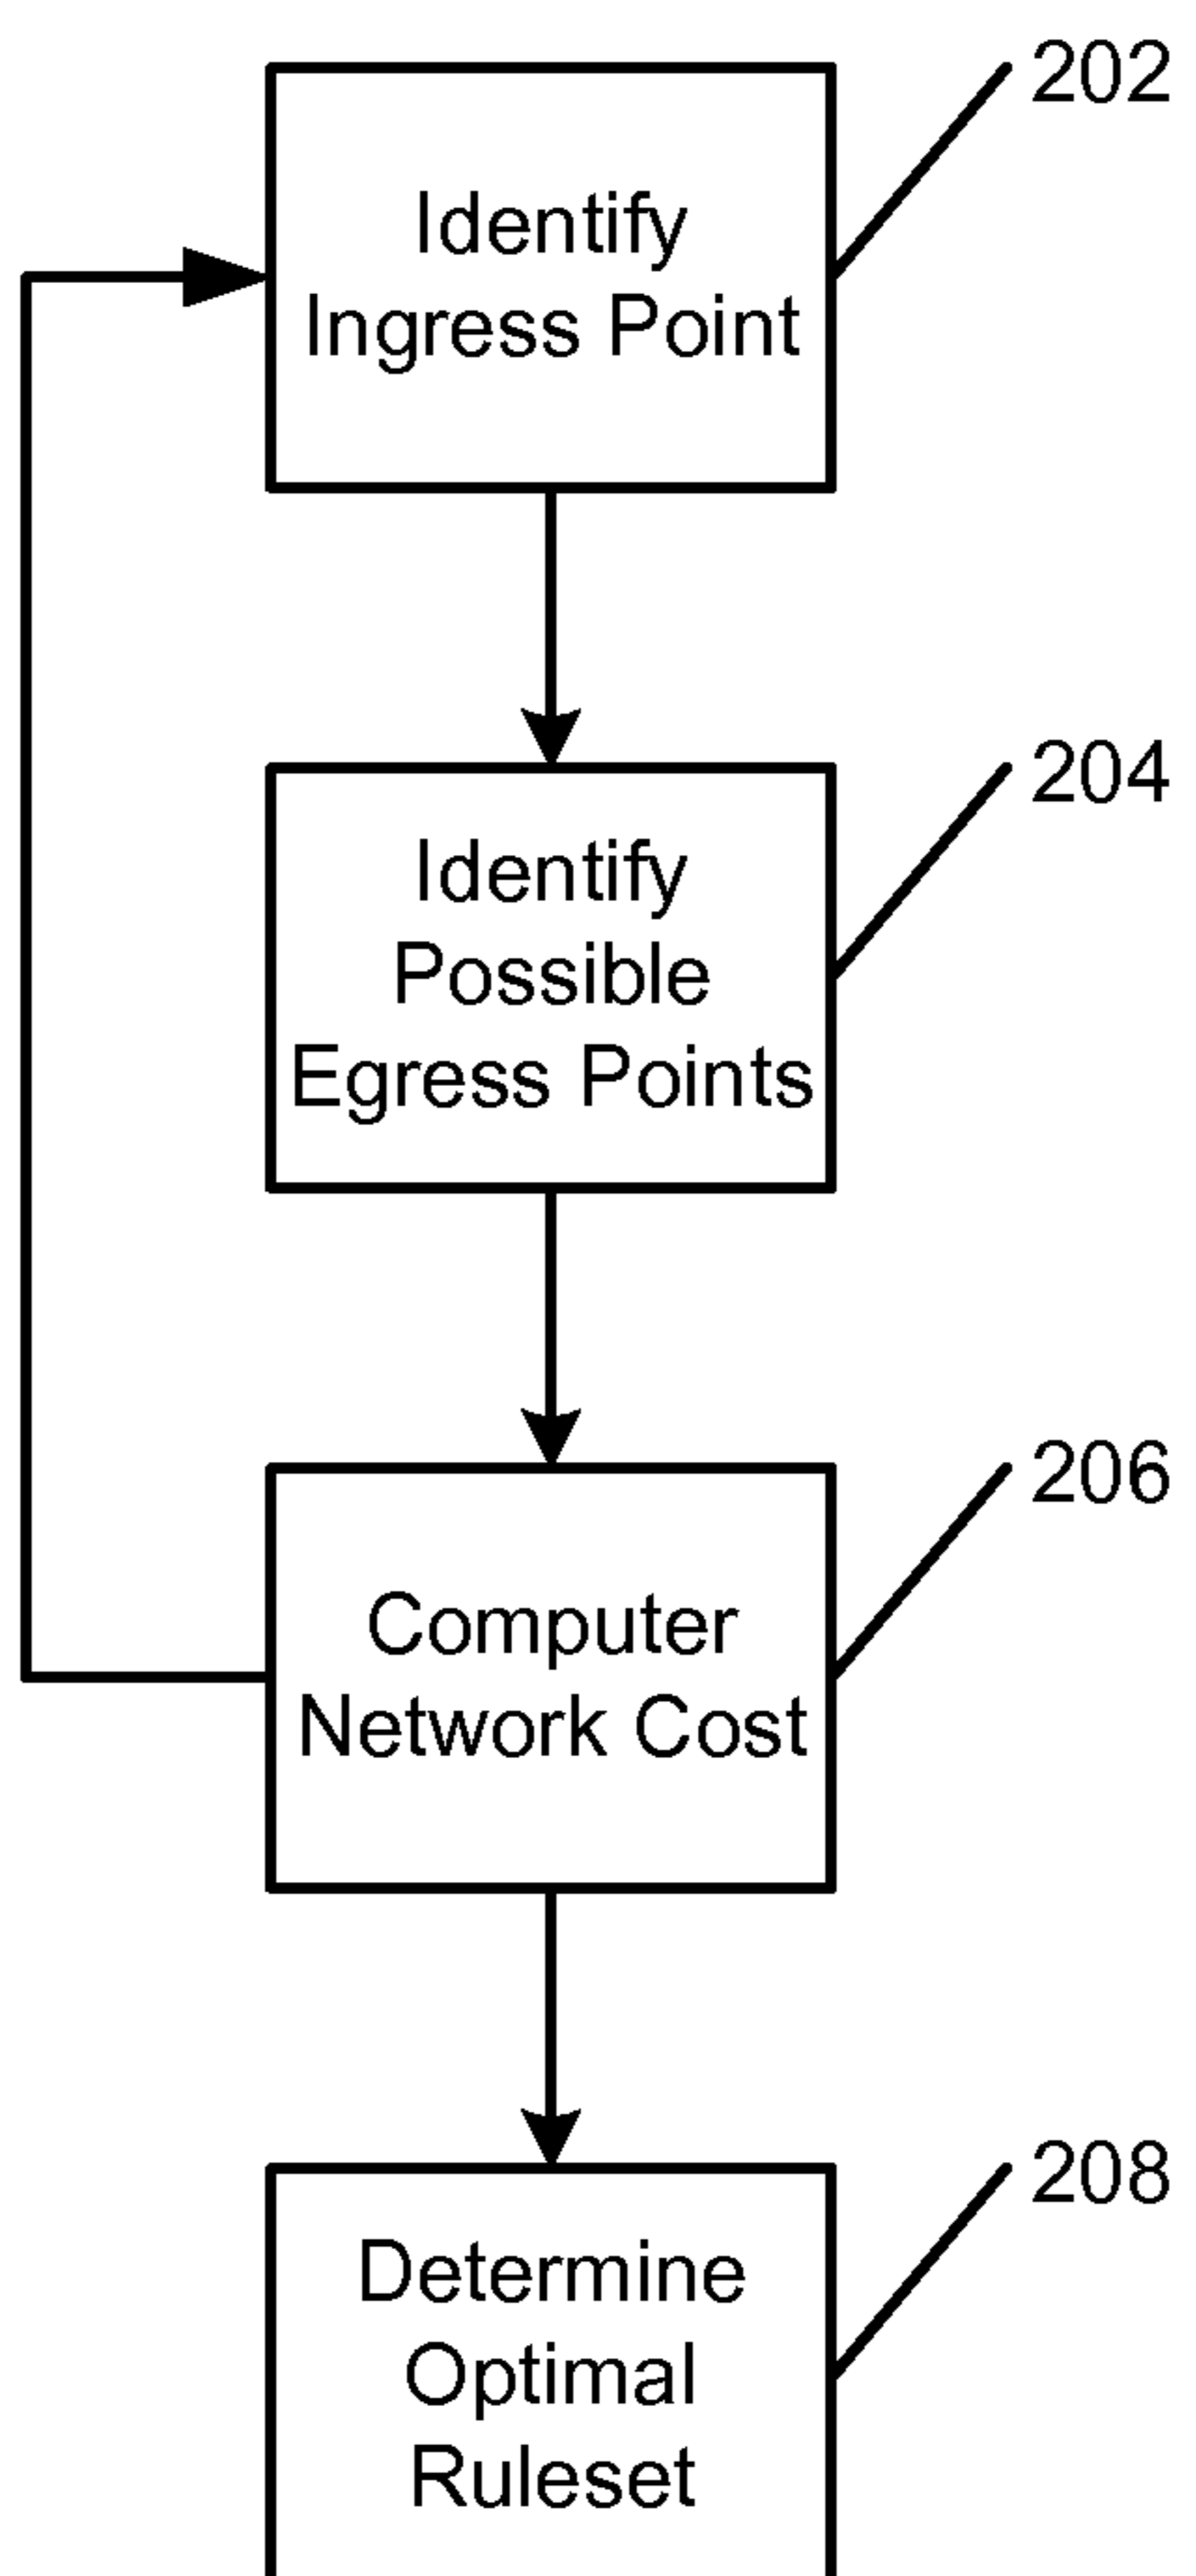 202
Identify
Ingress Point
204
Identify
Possible
Egress Points
206
Computer
Network Cost
208
Determine
Optimal
Ruleset